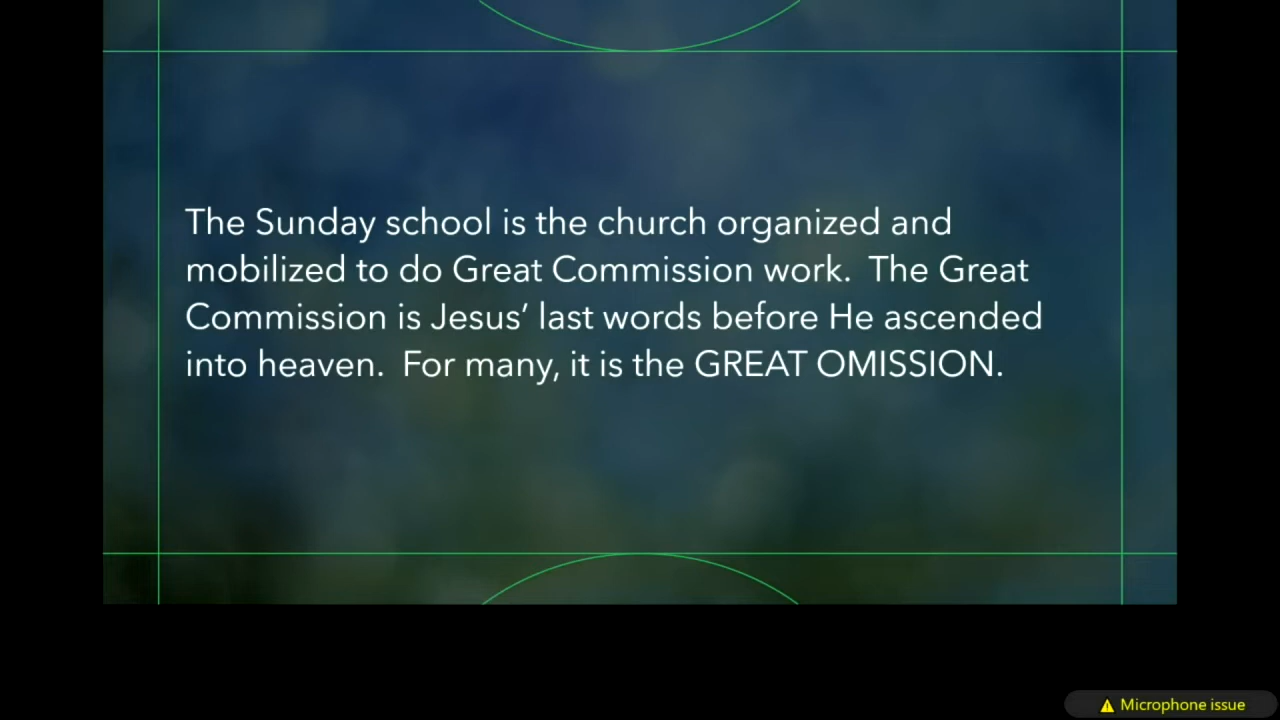 The Sunday school is the church organized and
mobilized to do Great Commission work.  The Great
Commission is Jesus’ last words before He ascended
into heaven.  For many, it is the GREAT OMISSION.
Microphone issue